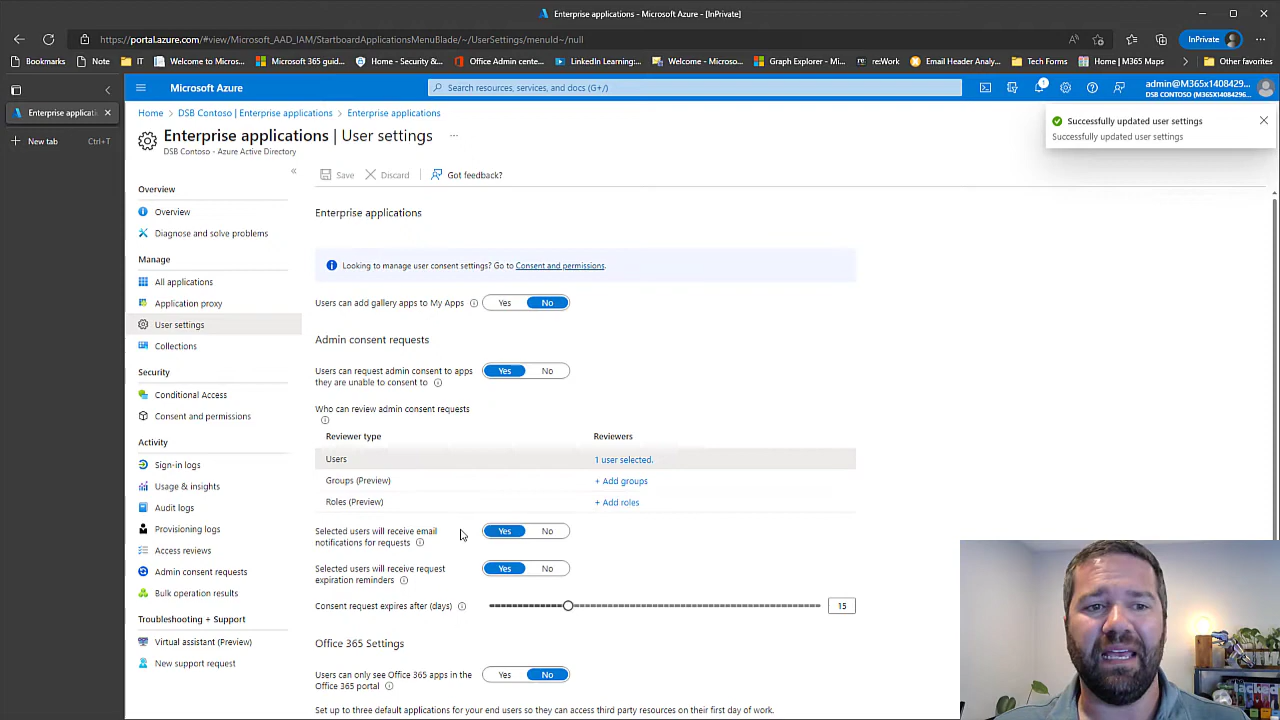 Enterprise applications - Microsoft Azure - [InPrivate]
https://portal.azure.com/#view/Microsoft_AAD_IAM/StartboardApplicationsMenuBlade/~/UserSettings/menuId~/null
InPrivate
Bookmarks
Note
IT
Welcome to Micros...
Microsoft 365 guid...
Home - Security &...
Office Admin cente...
LinkedIn Learning:...
Welcome - Micros...
Graph Explorer - Mi...
re:Work
Email Header Analy...
Tech Forms
Home | M365 Maps
Other favorites
Microsoft Azure
Search resources, services, and docs (G+/)
1
admin@M365x1408429...
DSB CONTOSO (M365X14084296...
Enterprise applicati
New tab
Ctrl+T
Home
DSB Contoso | Enterprise applications
Enterprise applications
Enterprise applications | User settings
DSB Contoso - Azure Active Directory
Successfully updated user settings
Successfully updated user settings
Save
Discard
Got feedback?
Overview
Overview
Diagnose and solve problems
Manage
All applications
Application proxy
User settings
Collections
Security
Conditional Access
Consent and permissions
Activity
Sign-in logs
Usage & insights
Audit logs
Provisioning logs
Access reviews
Admin consent requests
Bulk operation results
Troubleshooting + Support
Virtual assistant (Preview)
New support request
Enterprise applications
Looking to manage user consent settings? Go to Consent and permissions.
Users can add gallery apps to My Apps
Yes No
Admin consent requests
Users can request admin consent to apps
they are unable to consent to
Yes No
Who can review admin consent requests
Reviewer type Reviewers
Users 1 user selected.
Groups (Preview) + Add groups
Roles (Preview) + Add roles
Selected users will receive email
notifications for requests
Yes No
Selected users will receive request
expiration reminders
Yes No
Consent request expires after (days)
15
Office 365 Settings
Users can only see Office 365 apps in the
Office 365 portal
Yes No
Set up to three default applications for your end users so they can access third party resources on their first day of work.